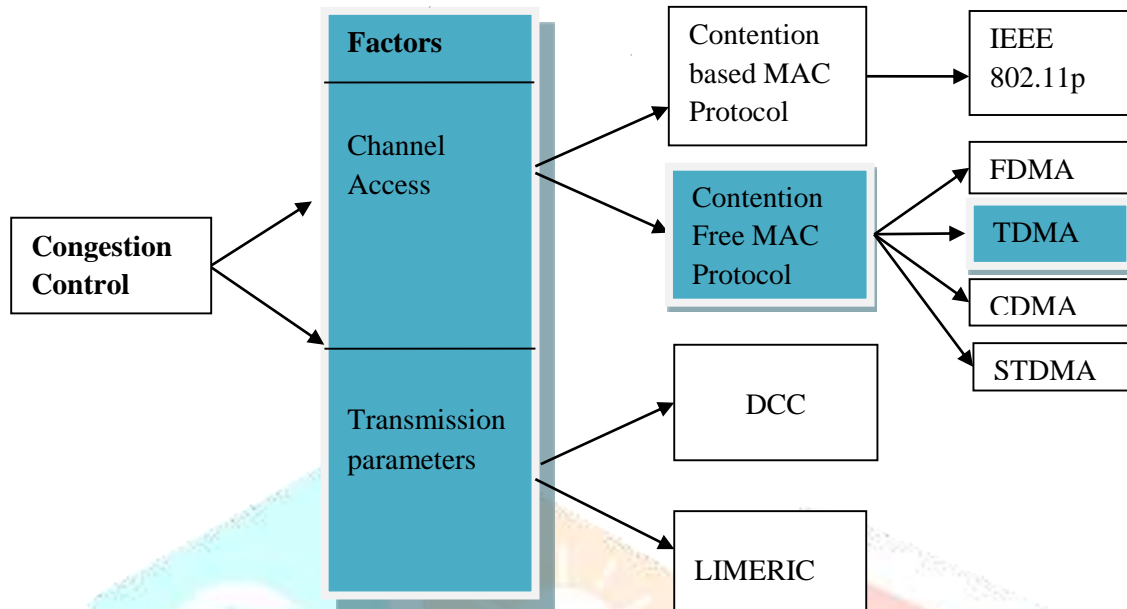 Congestion
Control
Factors
Channel
Access
Transmission
parameters
Contention
based MAC
Protocol
IEEE
802.11p
Contention
Free MAC
Protocol
FDMA
TDMA
CDMA
STDMA
DCC
LIMERIC